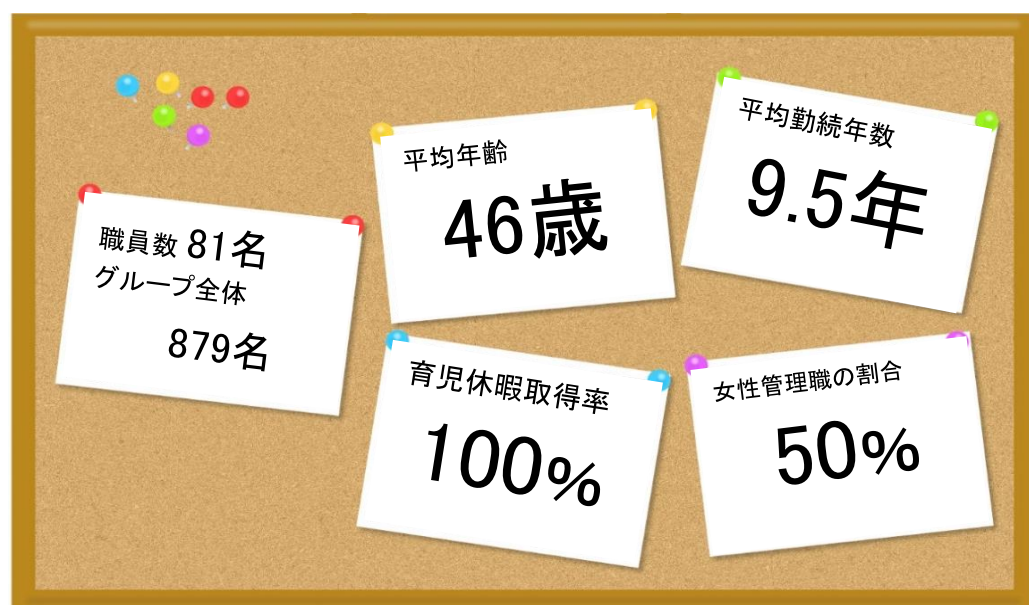 職員数 81名
グループ全体
879名
平均年齢
46歳
平均勤続年数
9.5年
育児休暇取得率
100%
女性管理職の割合
50%